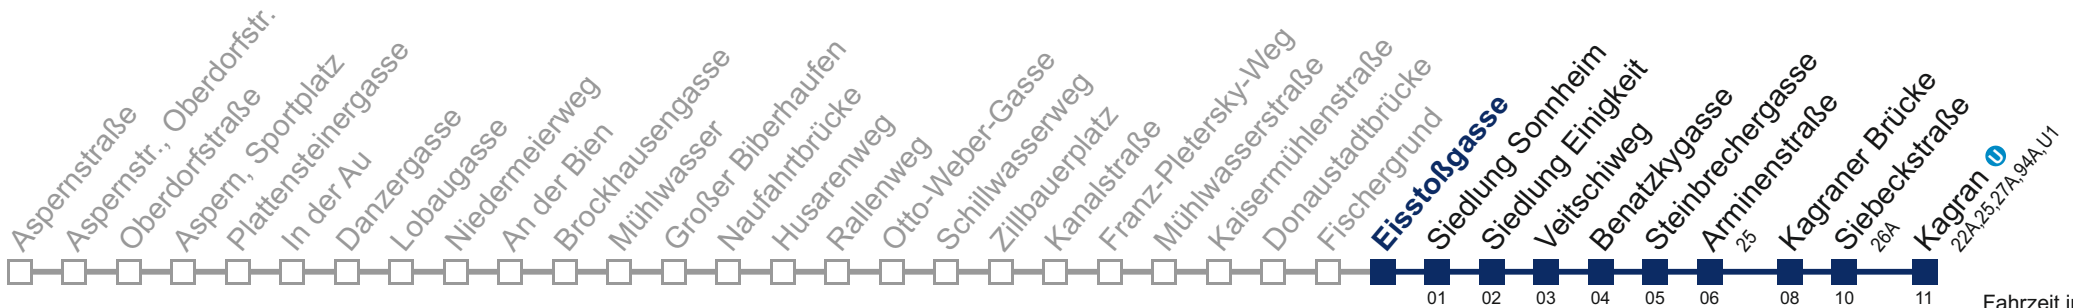 Aspernstraße
Aspernstr., Oberdorfstr.
Oberdorfstraße
Aspern, Sportplatz
Plattensteinergasse
In der Au
Danzergasse
Lobaugasse
Niedermeierweg
An der Bien
Brockhausengasse
Mühlwasser
Großer Biberhaufen
Naufahrtbrücke
Husarenweg
Rallenweg
Otto-Weber-Gasse
Schillwasserweg
Zillbauerplatz
Kanalstraße
Franz-Pletersky-Weg
Mühlwasserstraße
Kaisermühlenstraße
Donaustadtbrücke
Fischergrund
Eisstoßgasse
Siedlung Sonnheim
Siedlung Einigkeit
Veitschiweg
Benatzkygasse
Steinbrechergasse
Arminenstraße
25
Kagraner Brücke
Siebeckstraße
26A
Kagran U
22A,25,27A,94A,U1
01 02 03 04 05 06 08 10 11
Fahrzeit i